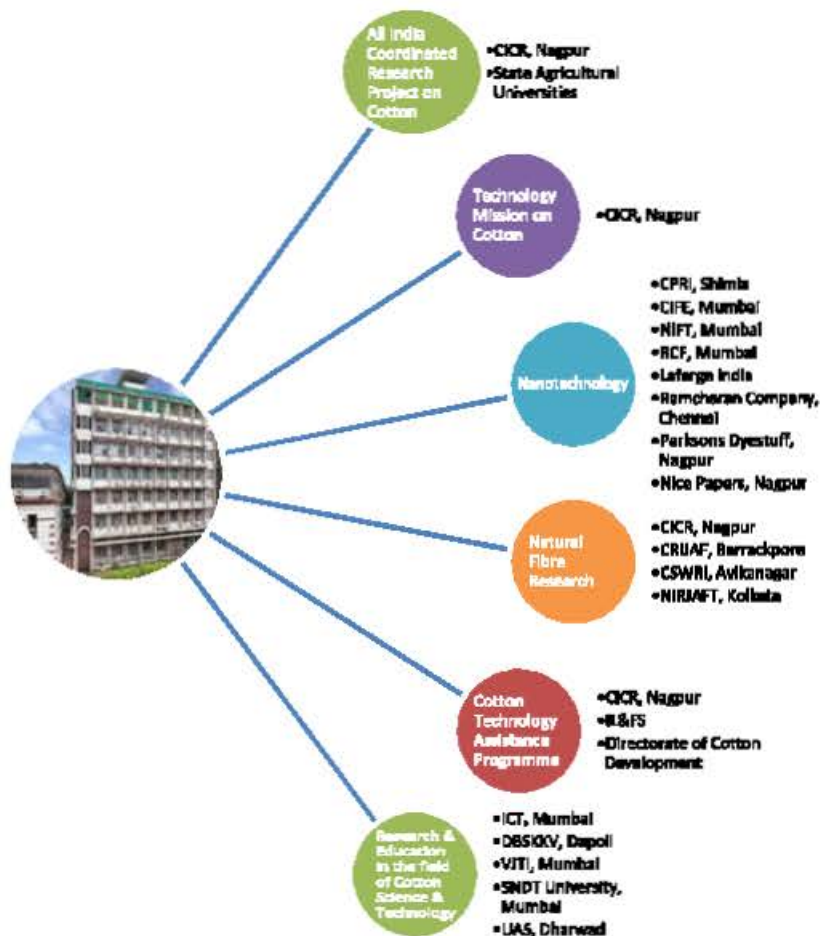 All India
Coordinated
Research
Project on
Cotton
•CICR, Nagpur
•State Agricultural
Universities
Technology
Mission on
Cotton
•CICR, Nagpur
Nanotechnology
•CPRI, Shimla
•CIFE, Mumbai
•NIFT, Mumbai
•RCF, Mumbai
•Lafarge India
•Ramcharan Company,
Chennai
•Parksons Dyestuff,
Nagpur
•Nice Papers, Nagpur
Natural
Fibre
Research
•CICR, Nagpur
•CRIJAF, Barrackpore
•CSWRI, Avikanagar
•NIRJAFT, Kolkata
Cotton
Technology
Assistance
Programme
•CICR, Nagpur
•IL&FS
•Directorate of Cotton
Development
Research &
Education
in the field
of Cotton
Science &
Technology
•ICT, Mumbai
•DBSKKV, Dapoli
•VJTI, Mumbai
•SNDT University,
Mumbai
•UAS, Dharwad